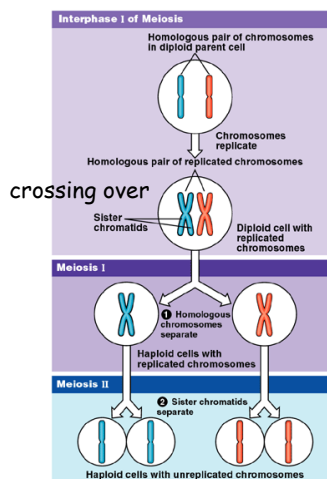 Interphase I of Meiosis
Homologous pair of chromosomes
in diploid parent cell
Chromosomes
replicate
Homologous pair of replicated chromosomes
crossing over
Sister
chromatids
Diploid cell with
replicated
chromosomes
Meiosis I
1 Homologous
chromosomes
separate
Haploid cells with
replicated chromosomes
Meiosis II
2 Sister chromatids
separate
Haploid cells with unreplicated chromosomes